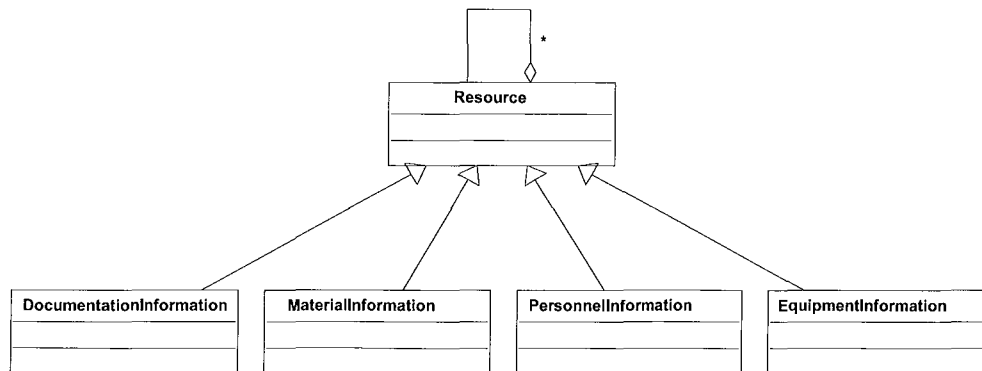 *
Resource
DocumentationInformation
MaterialInformation
PersonnelInformation
EquipmentInformation